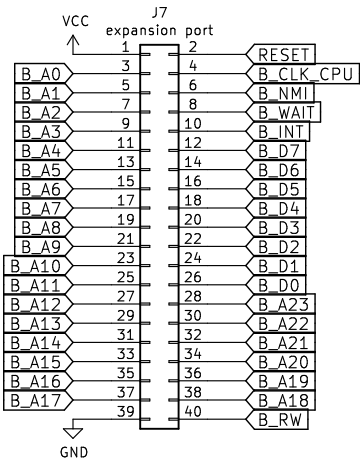 J7
VCC
expansion port
1 2 RESET
B_A0 3 4 B_CLK_CPU
B_A1 5 6 B_NMI
B_A2 7 8 B_WAIT
B_A3 9 10 B_INT
B_A4 11 12 B_D7
B_A5 13 14 B_D6
B_A6 15 16 B_D5
B_A7 17 18 B_D4
B_A8 19 20 B_D3
B_A9 21 22 B_D2
B_A10 23 24 B_D1
B_A11 25 26 B_D0
B_A12 27 28 B_A23
B_A13 29 30 B_A22
B_A14 31 32 B_A21
B_A15 33 34 B_A20
B_A16 35 36 B_A19
B_A17 37 38 B_A18
39 40 B_RW
GND